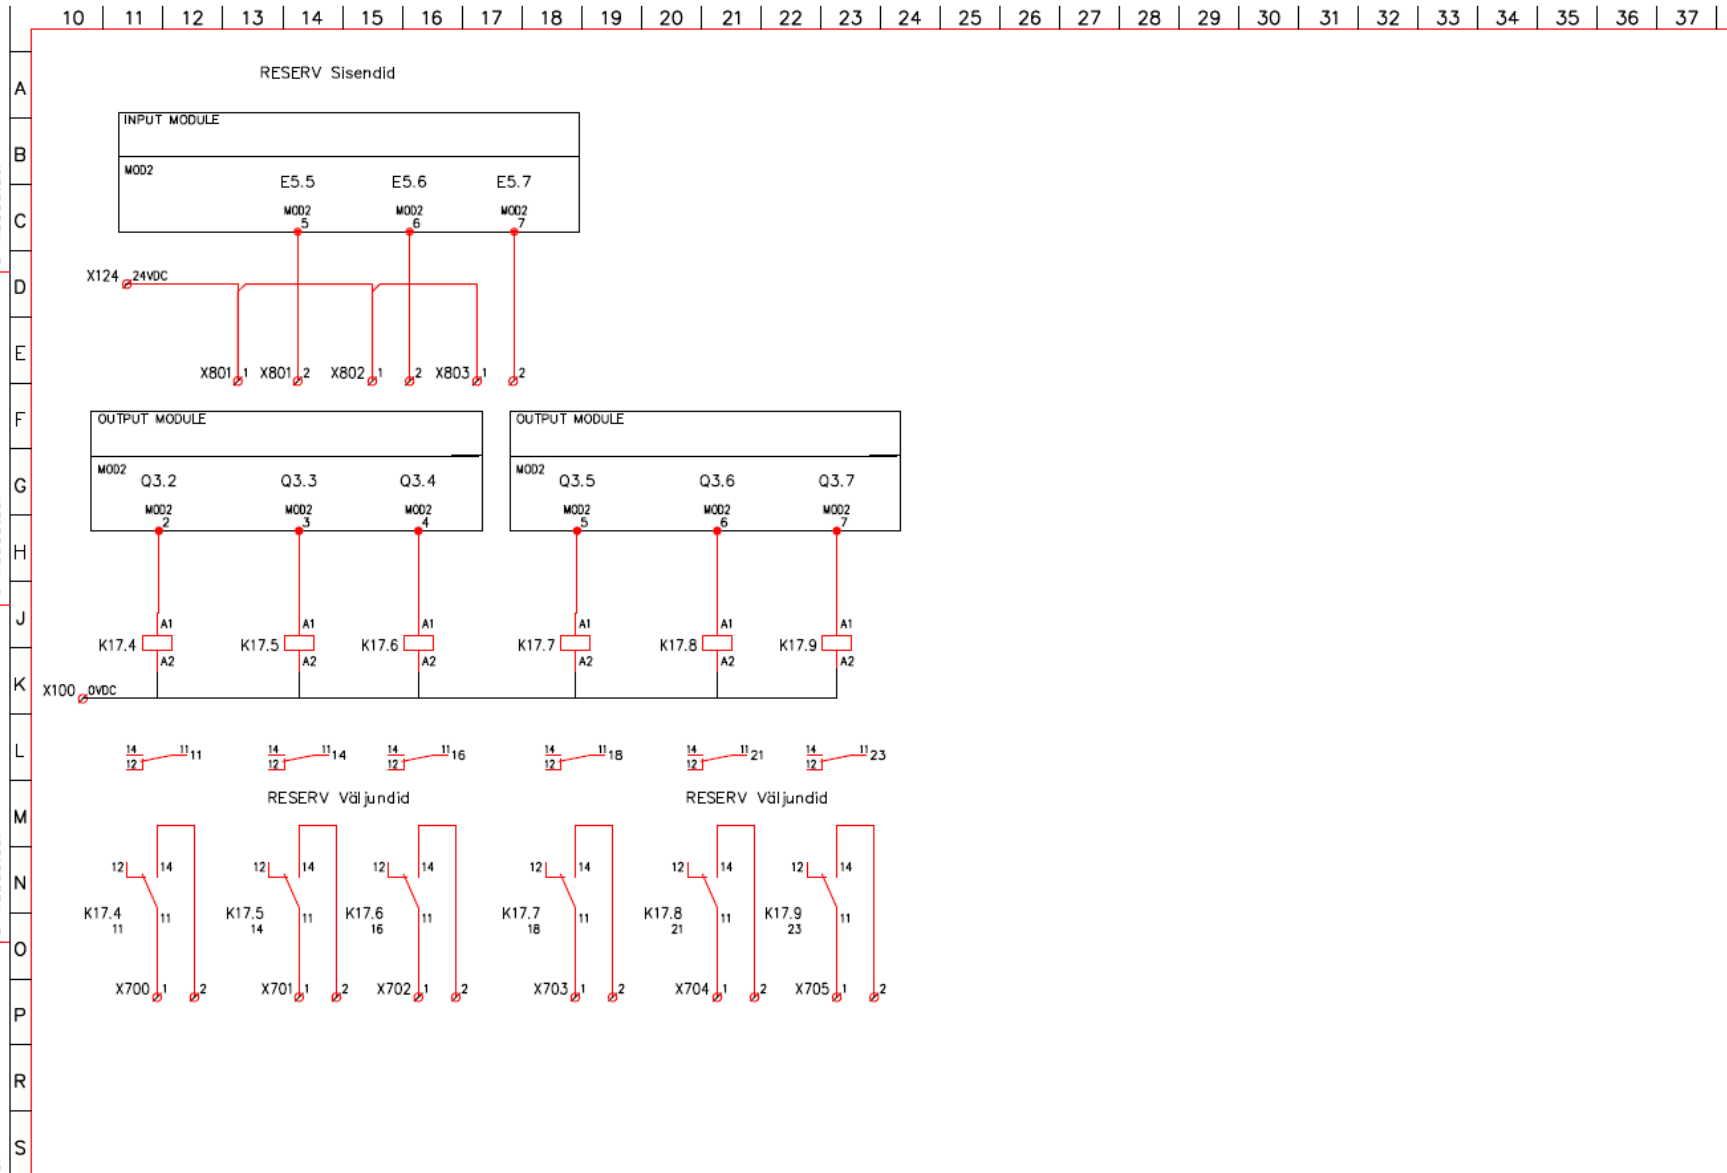 10 11 12 13 14 15 16 17 18 19 20 21 22 23 24 25 26 27 28 29 30 31 32 33 34 35 36 37
A
RESERV Sisendid
INPUT MODULE
B
MOD2
E5.5 E5.6 E5.7
C
MOD2 MOD2 MOD2
5 6 7
D
X124 24VDC
E
X801 1 X801 2 X802 1 2 X803 1 2
F
OUTPUT MODULE OUTPUT MODULE
MOD2 MOD2
G
Q3.2 Q3.3 Q3.4 Q3.5 Q3.6 Q3.7
MOD2 MOD2 MOD2 MOD2 MOD2 MOD2
2 3 4 5 6 7
H
J
A1 A1 A1 A1 A1 A1
K17.4 K17.5 K17.6 K17.7 K17.8 K17.9
A2 A2 A2 A2 A2 A2
K
X100 0VDC
L
14 11 11 14 11 14 14 11 16 14 11 18 14 11 21 14 11 23
12 12 12 12 12 12
RESERV Väljundid RESERV Väljundid
M
12 14 12 14 12 14 12 14 12 14 12 14
N
K17.4 11 K17.5 11 K17.6 11 K17.7 11 K17.8 11 K17.9 11
11 14 16 18 21 23
O
X700 1 2 X701 1 2 X702 1 2 X703 1 2 X704 1 2 X705 1 2
P
R
S